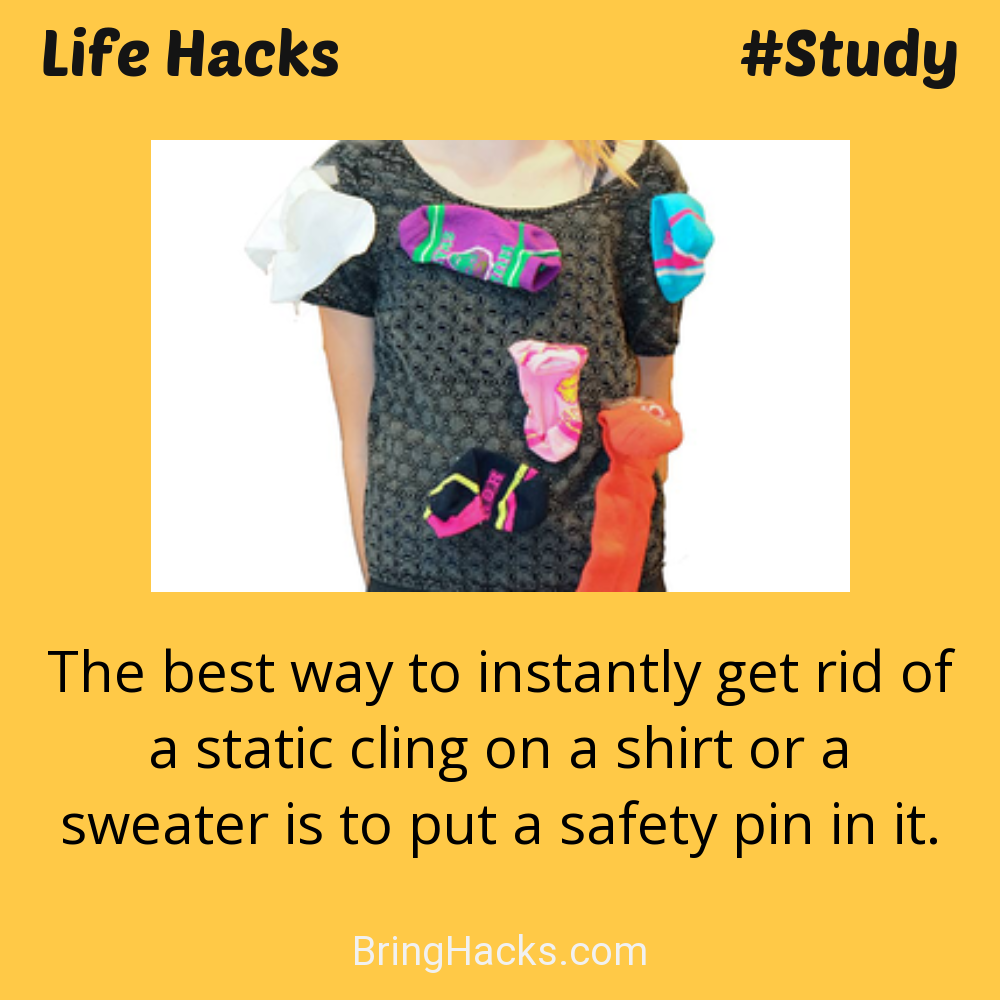 Life Hacks #Study
The best way to instantly get rid of
a static cling on a shirt or a
sweater is to put a safety pin in it.
BringHacks.com